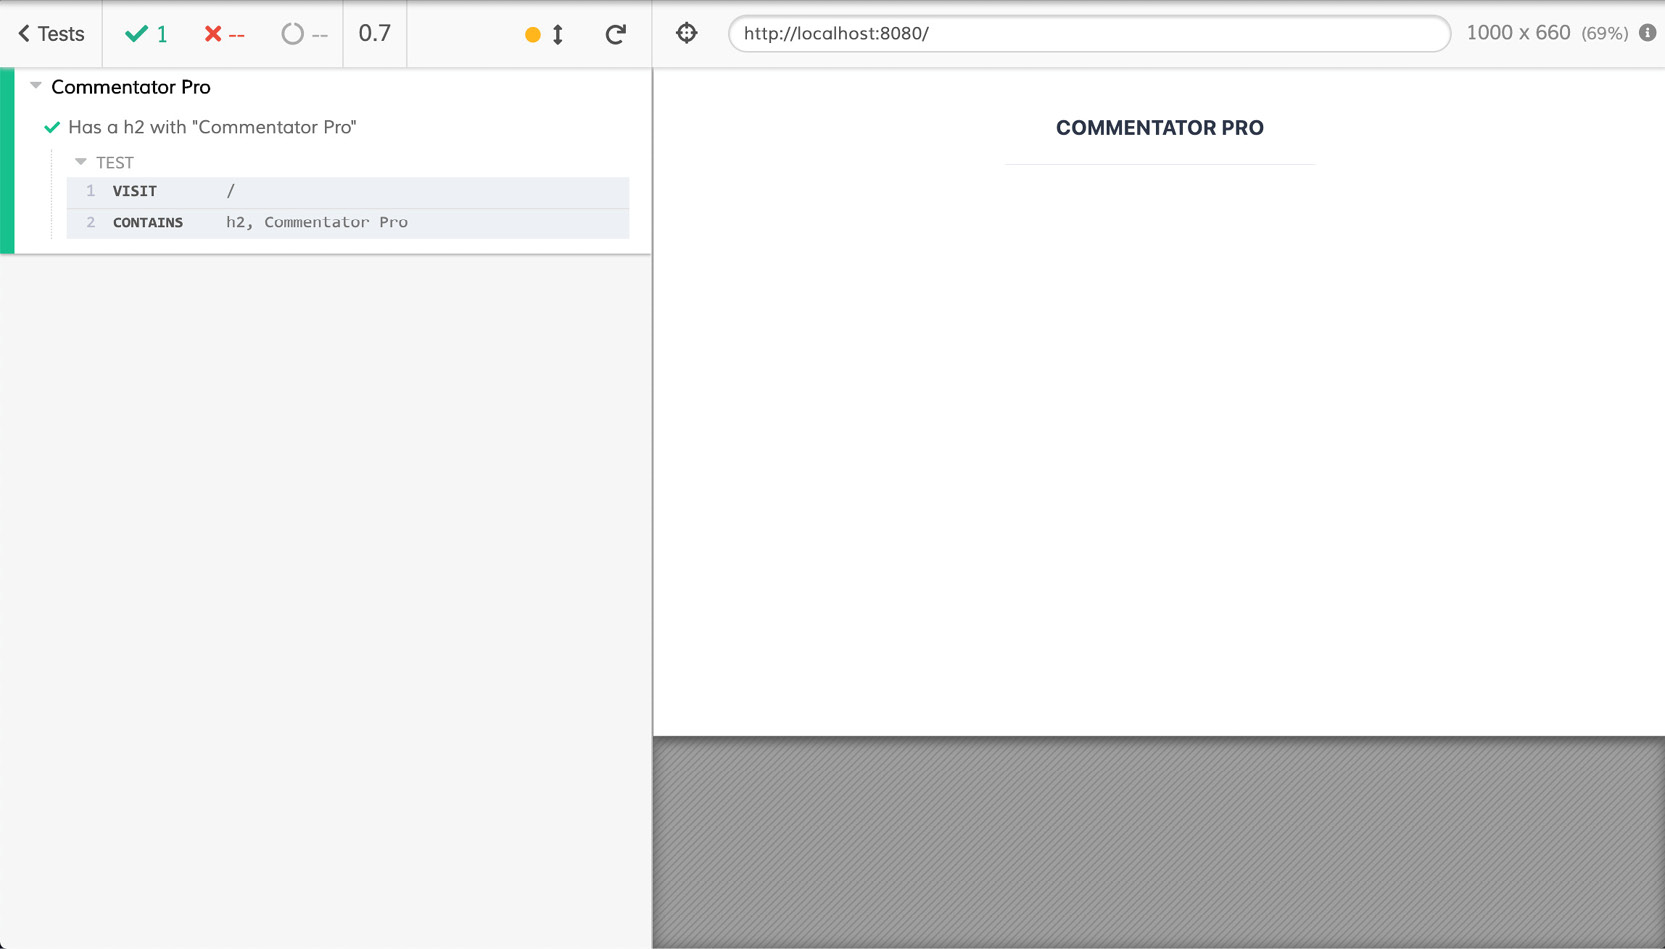 Tests 1 -- -- 0.7 http://localhost:8080/ 1000 x 660 (69%)
Commentator Pro
Has a h2 with "Commentator Pro"
TEST
1 VISIT /
2 CONTAINS h2, Commentator Pro
COMMENTATOR PRO